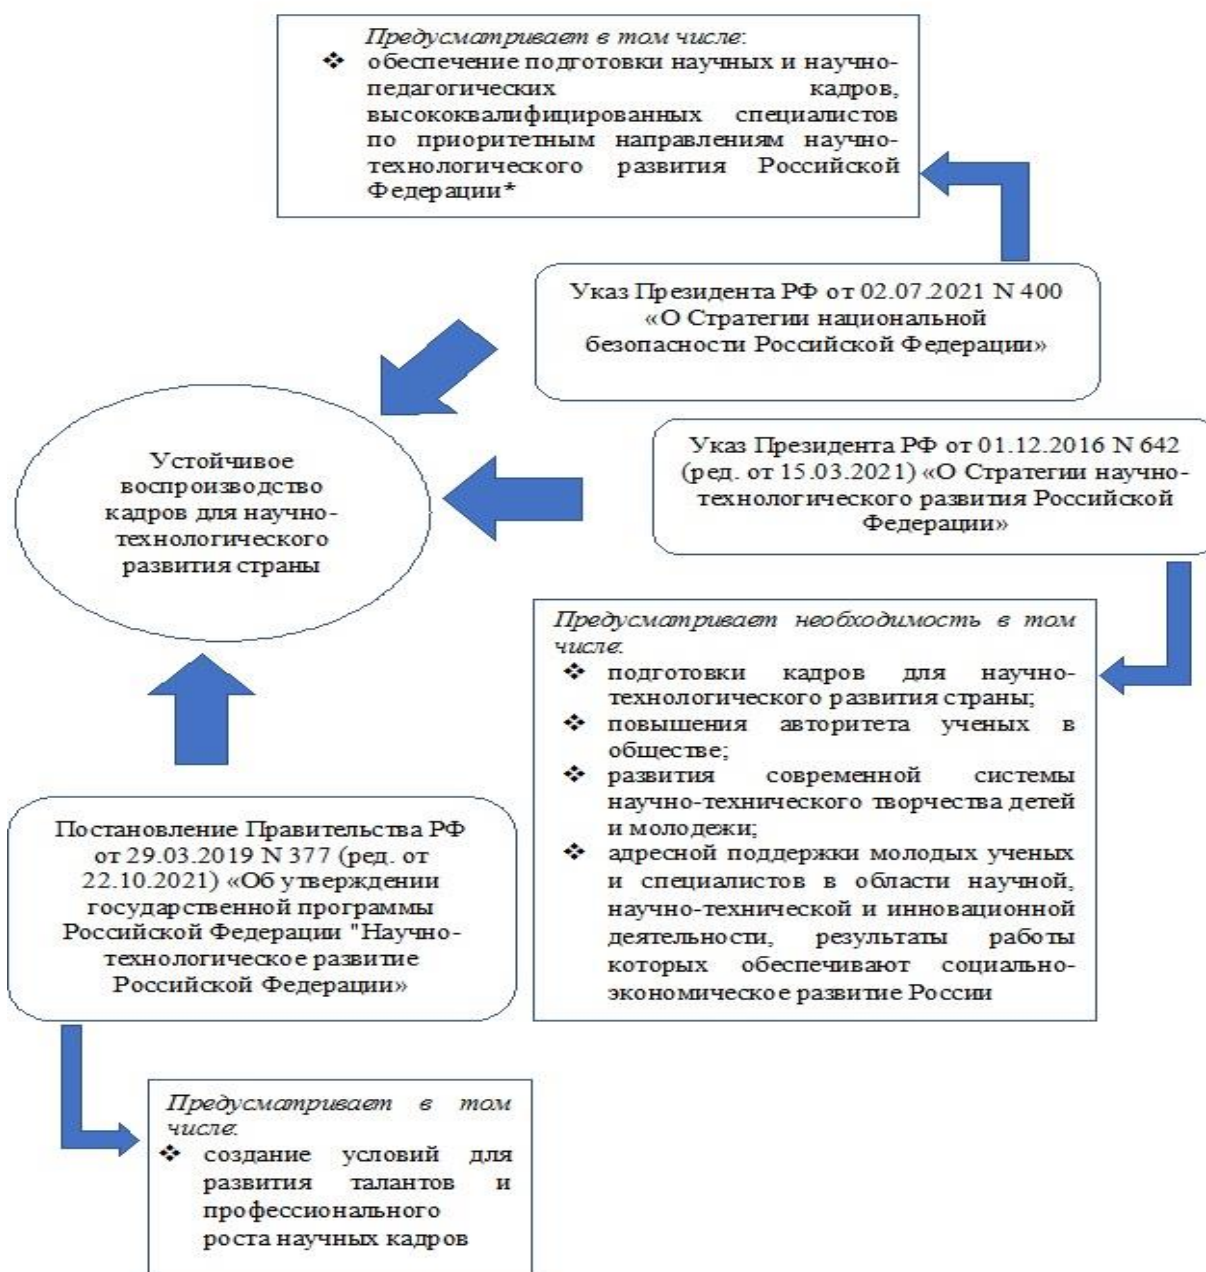 Предусматривает в том числе:
❖ обеспечение подготовки научных и научно-
педагогических кадров,
высококвалифицированных специалистов
по приоритетным направлениям научно-
технологического развития Российской
Федерации*
Указ Президента РФ от 02.07.2021 N 400
«О Стратегии национальной
безопасности Российской Федерации»
Указ Президента РФ от 01.12.2016 N 642
(ред. от 15.03.2021) «О Стратегии научно-
технологического развития Российской
Федерации»
Устойчивое
воспроизводство
кадров для научно-
технологического
развития страны
Предусматривает необходимость в том
числе:
❖ подготовки кадров для научно-
технологического развития страны;
❖ повышения авторитета ученых в
обществе;
❖ развития современной системы
научно-технического творчества детей
и молодежи;
❖ адресной поддержки молодых ученых
и специалистов в области научной,
научно-технической и инновационной
деятельности, результаты работы
которых обеспечивают социально-
экономическое развитие России
Постановление Правительства РФ
от 29.03.2019 N 377 (ред. от
22.10.2021) «Об утверждении
государственной программы
Российской Федерации "Научно-
технологическое развитие
Российской Федерации»
Предусматривает в том
числе:
❖ создание условий для
развития талантов и
профессионального
роста научных кадров